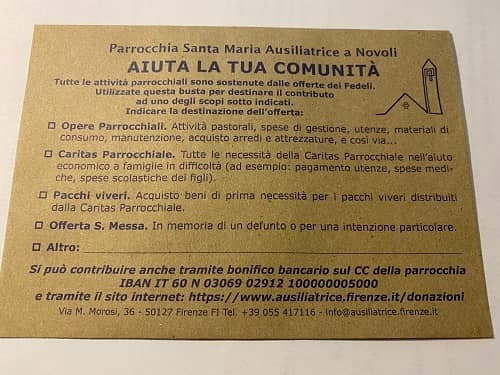 Parrocchia Santa Maria Ausiliatrice a Novoli
AIUTA LA TUA COMUNITÀ
Tutte le attività parrocchiali sono sostenute dalle offerte dei Fedeli.
Utilizzate questa busta per destinare il contributo
ad uno degli scopi sotto indicati.
Indicare la destinazione dell'offerta:
□ Opere Parrocchiali. Attività pastorali, spese di gestione, utenze, materiali di
consumo, manutenzione, acquisto arredi e attrezzature, e così via...
□ Caritas Parrocchiale. Tutte le necessità della Caritas Parrocchiale nell'aiuto
economico a famiglie in difficoltà (ad esempio: pagamento utenze, spese medi-
che, spese scolastiche dei figli).
□ Pacchi viveri. Acquisto beni di prima necessità per i pacchi viveri distribuiti
dalla Caritas Parrocchiale.
□ Offerta S. Messa. In memoria di un defunto o per una intenzione particolare.
□ Altro:
Si può contribuire anche tramite bonifico bancario sul CC della parrocchia
IBAN IT 60 N 03069 02912 100000005000
e tramite il sito internet: https://www.ausiliatrice.firenze.it/donazioni
Via M. Morosi, 36 - 50127 Firenze FI Tel. +39 055 417116 - info@ausiliatrice.firenze.it